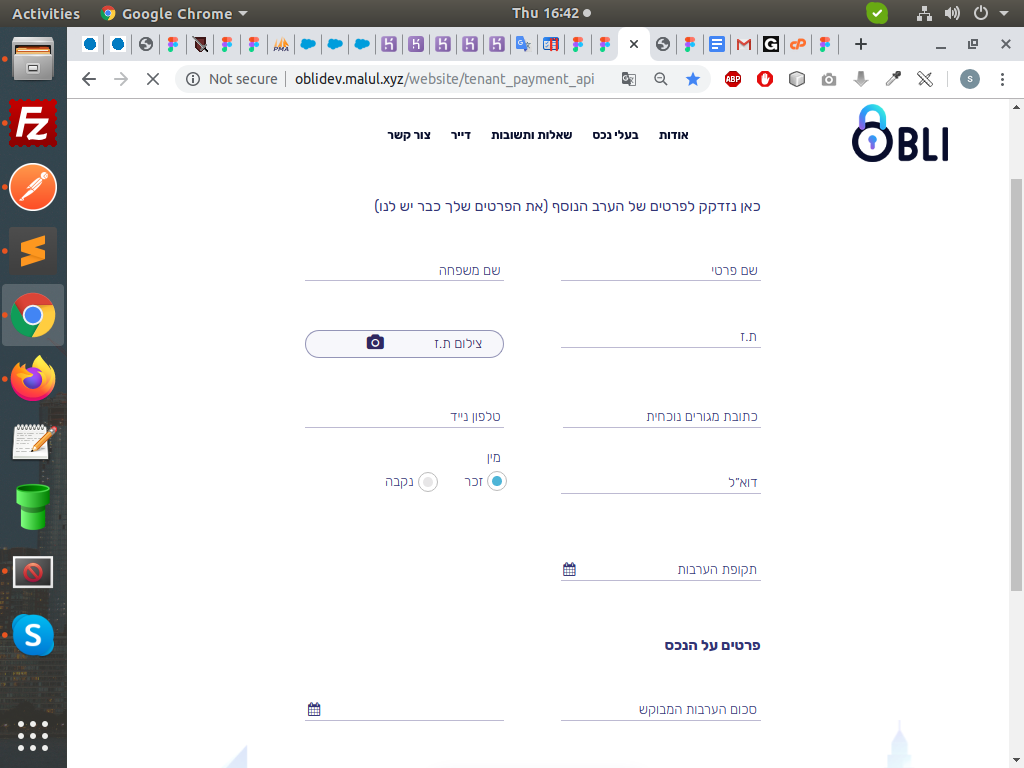 Activities
Google Chrome
Thu 16:42
Not secure
oblidev.malul.xyz/website/tenant_payment_api
ABP
S
OBLI
אודות
בעלי נכס
שאלות ותשובות
דייר
צור קשר
כאן נזדקק לפרטים של הערב הנוסף (את הפרטים שלך כבר יש לנו)
שם פרטי
שם משפחה
ת.ז
צילום ת.ז
כתובת מגורים נוכחית
טלפון נייד
מין
זכר
נקבה
דוא"ל
תקופת הערבות
פרטים על הנכס
סכום הערבות המבוקש